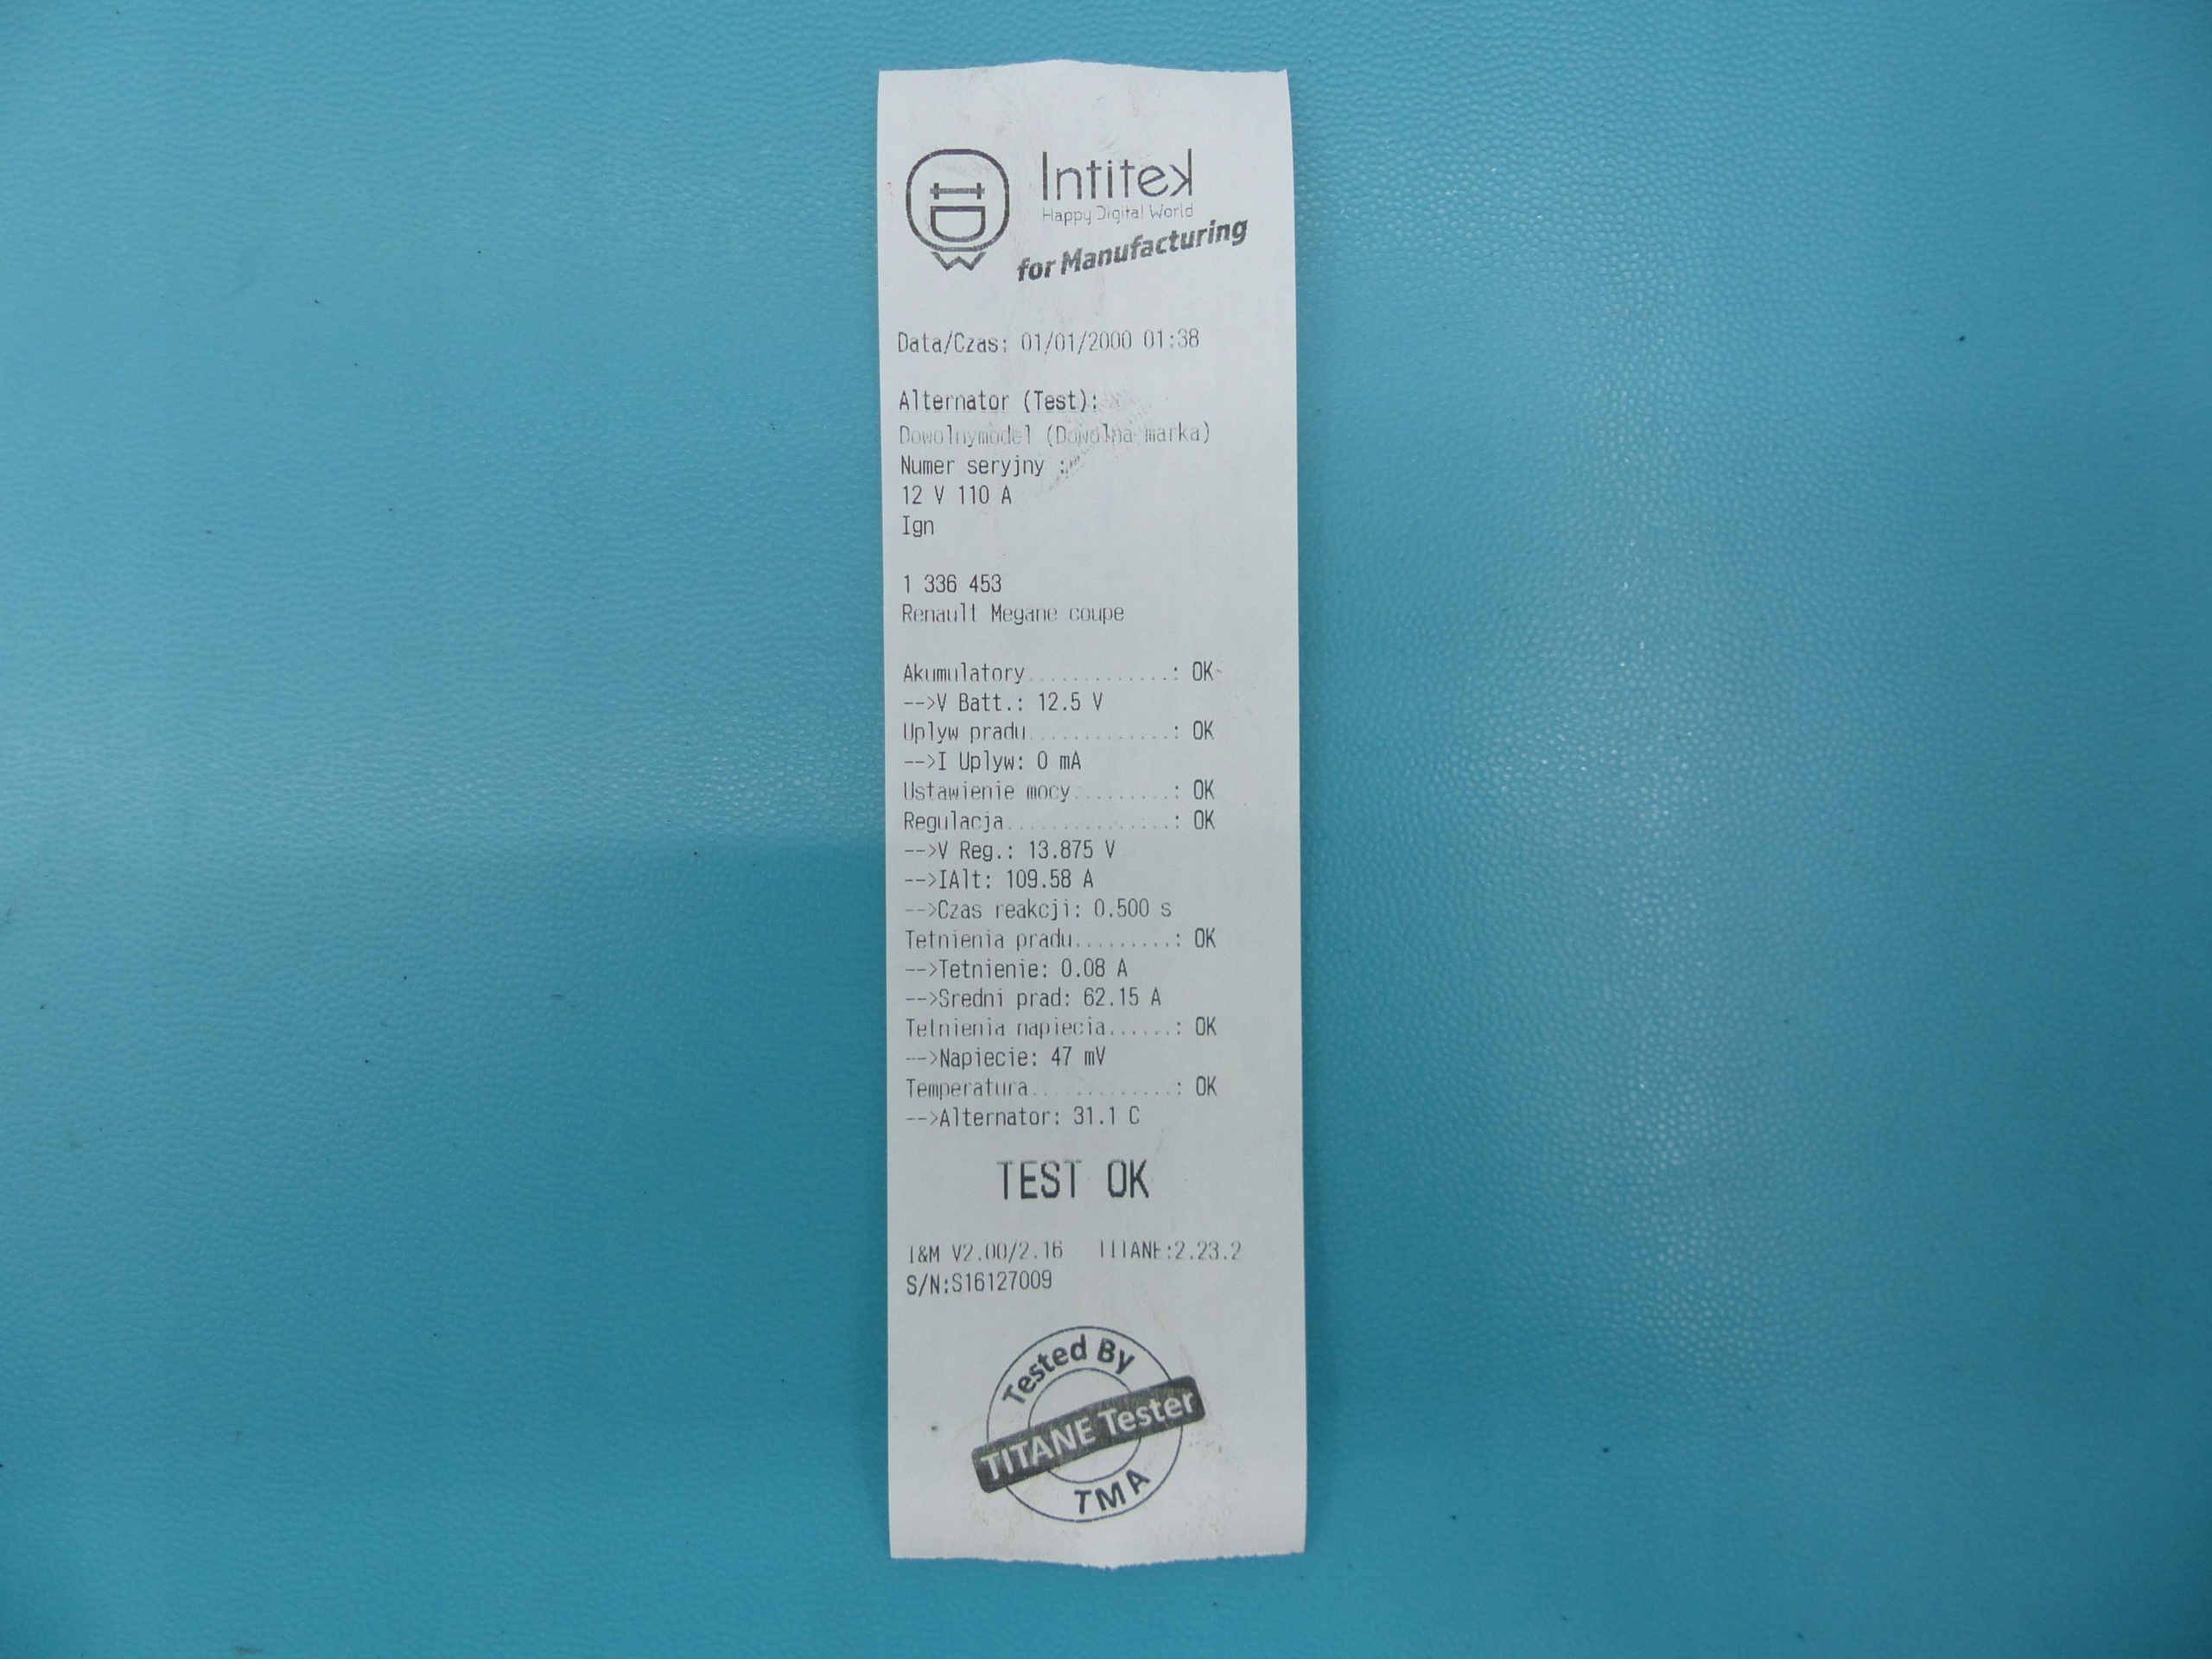 Intitek
Happy Digital World
for Manufacturing
Data/Czas: 01/01/2000 01:38
Alternator (Test):
Dowolnymodel (Dowolna marka)
Numer seryjny :
12 V 110 A
Ign
1 336 453
Renault Megane coupe
Akumulatory.............: OK
-->V Batt.: 12.5 V
Uplyw pradu.............: OK
-->I Uplyw: 0 mA
Ustawienie mocy.........: OK
Regulacja...............: OK
-->V Reg.: 13.875 V
-->IAlt: 109.58 A
-->Czas reakcji: 0.500 s
Tetnienia pradu.........: OK
-->Tetnienie: 0.08 A
-->Sredni prad: 62.15 A
Tetnienia napiecia......: OK
-->Napiecie: 47 mV
Temperatura.............: OK
-->Alternator: 31.1 C
TEST OK
I&M V2.00/2.16 TITANE:2.23.2
S/N:S16127009
Tested By
TITANE Tester
TMA